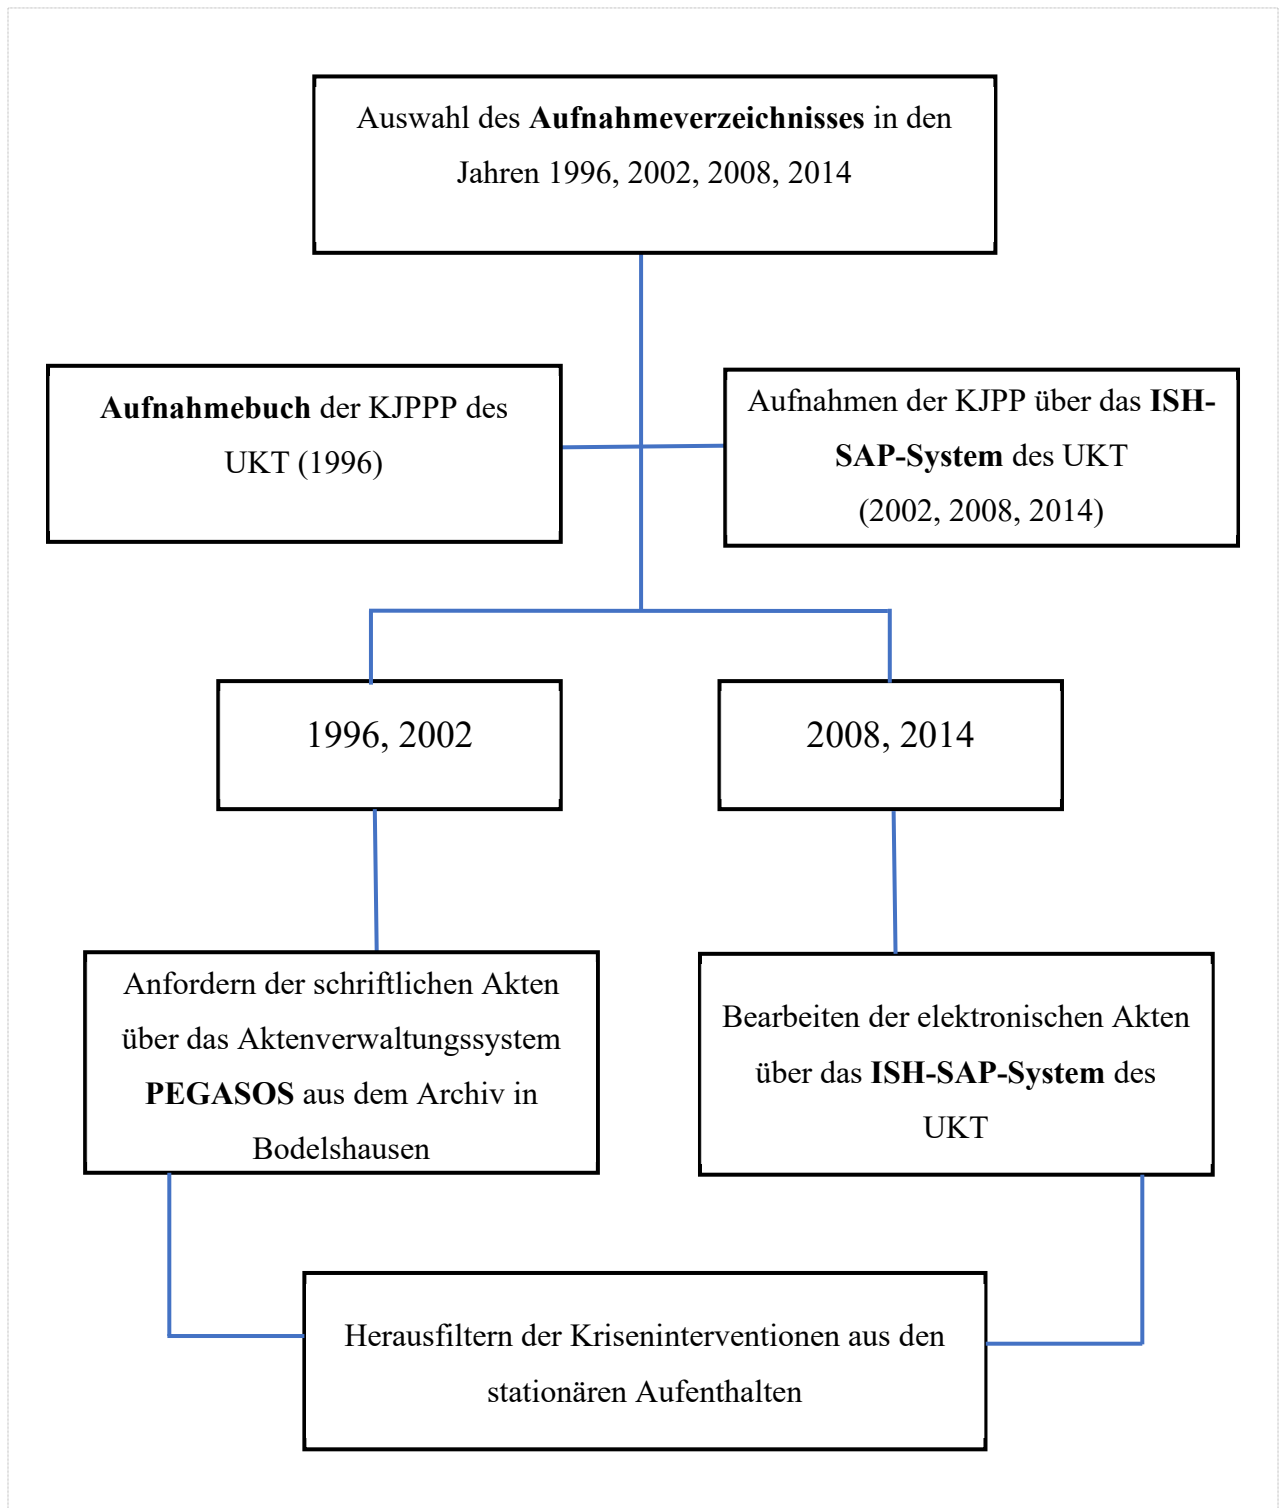 Auswahl des Aufnahmeverzeichnisses in den
Jahren 1996, 2002, 2008, 2014
Aufnahmebuch der KJPPP des
UKT (1996)
Aufnahmen der KJPP über das ISH-
SAP-System des UKT
(2002, 2008, 2014)
1996, 2002
2008, 2014
Anfordern der schriftlichen Akten
über das Aktenverwaltungssystem
PEGASOS aus dem Archiv in
Bodelshausen
Bearbeiten der elektronischen Akten
über das ISH-SAP-System des
UKT
Herausfiltern der Kriseninterventionen aus den
stationären Aufenthalten